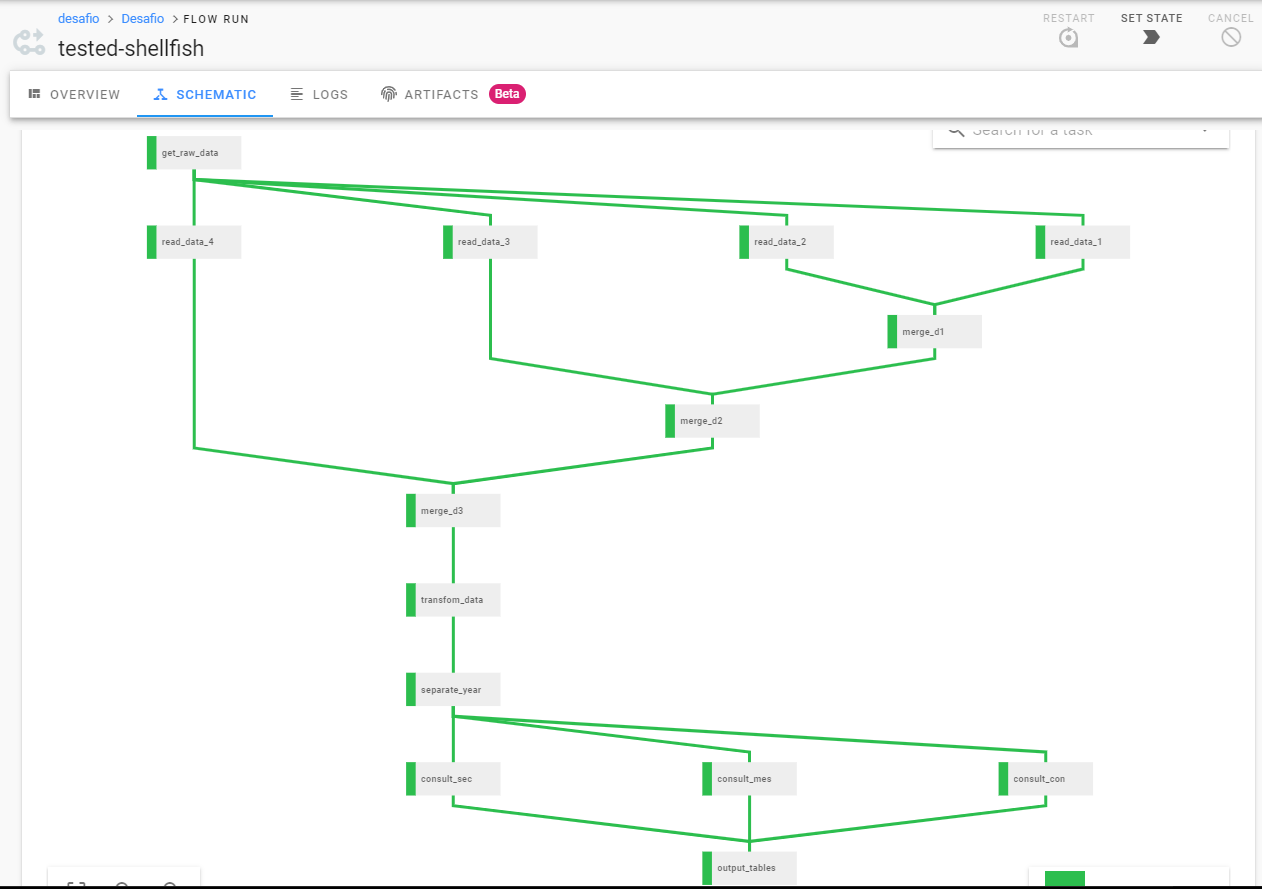 desafio > Desafio > FLOW RUN
tested-shellfish
RESTART SET STATE CANCEL
OVERVIEW SCHEMATIC LOGS ARTIFACTS Beta
Search for a task
get_raw_data
read_data_4 read_data_3 read_data_2 read_data_1
merge_d1
merge_d2
merge_d3
transfom_data
separate_year
consult_sec consult_mes consult_con
output_tables